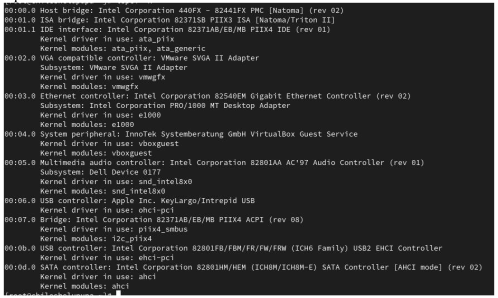 00:00.0 Host bridge: Intel Corporation 440FX - 82441FX PMC [Natoma] (rev 02)
00:01.0 ISA bridge: Intel Corporation 82371SB PIIX3 ISA [Natoma/Triton II]
00:01.1 IDE interface: Intel Corporation 82371AB/EB/MB PIIX4 IDE (rev 01)
Kernel driver in use: ata_piix
Kernel modules: ata_piix, ata_generic
00:02.0 VGA compatible controller: VMware SVGA II Adapter
Subsystem: VMware SVGA II Adapter
Kernel driver in use: vmwgfx
Kernel modules: vmwgfx
00:03.0 Ethernet controller: Intel Corporation 82540EM Gigabit Ethernet Controller (rev 02)
Subsystem: Intel Corporation PRO/1000 MT Desktop Adapter
Kernel driver in use: e1000
Kernel modules: e1000
00:04.0 System peripheral: InnoTek Systemberatung GmbH VirtualBox Guest Service
Kernel driver in use: vboxguest
Kernel modules: vboxguest
00:05.0 Multimedia audio controller: Intel Corporation 82801AA AC'97 Audio Controller (rev 01)
Subsystem: Dell Device 0177
Kernel driver in use: snd_intel8x0
Kernel modules: snd_intel8x0
00:06.0 USB controller: Apple Inc. KeyLargo/Intrepid USB
Kernel driver in use: ohci-pci
00:07.0 Bridge: Intel Corporation 82371AB/EB/MB PIIX4 ACPI (rev 08)
Kernel driver in use: piix4_smbus
Kernel modules: i2c_piix4
00:0b.0 USB controller: Intel Corporation 82801FB/FBM/FR/FW/FRW (ICH6 Family) USB2 EHCI Controller
Kernel driver in use: ehci-pci
00:0d.0 SATA controller: Intel Corporation 82801HM/HEM (ICH8M/ICH8M-E) SATA Controller [AHCI mode] (rev 02)
Kernel driver in use: ahci
Kernel modules: ahci